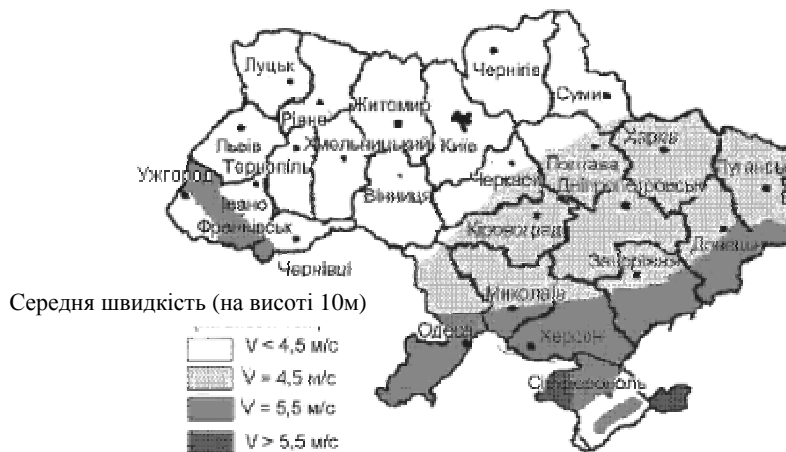 Чернігів
Луцьк
Суми
Житомир
Рівне
Харків
Львів
Хмельницький
Київ
Полтава
Тернопіль
Луганськ
Ужгород
Черкаси
Дніпропетровськ
Вінниця
Івано
Франківськ
Кіровоград
Донецьк
Чернівці
Запоріжжя
Миколаїв
Середня швидкість (на висоті 10м)
Одеса
Херсон
V < 4,5 м/с
Сімферополь
V = 4,5 м/с
V = 5,5 м/с
V > 5,5 м/с